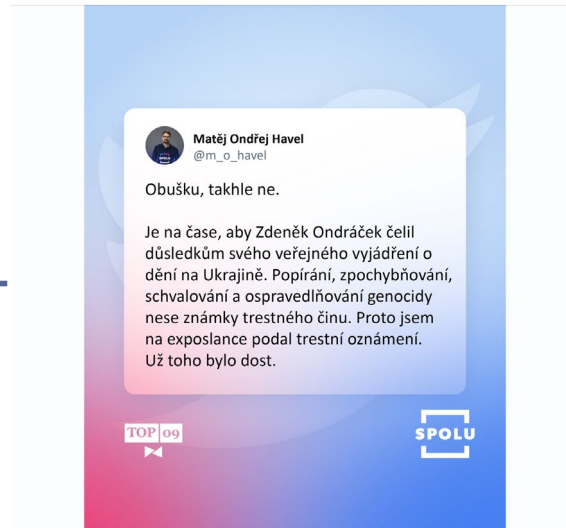 Matěj Ondřej Havel
@m_o_havel
Obušku, takhle ne.
Je na čase, aby Zdeněk Ondráček čelil
důsledkům svého veřejného vyjádření o
dění na Ukrajině. Popírání, zpochybňování,
schvalování a ospravedlňování genocidy
nese známky trestného činu. Proto jsem
na exposlance podal trestní oznámení.
Už toho bylo dost.
TOP 09
SPOLU